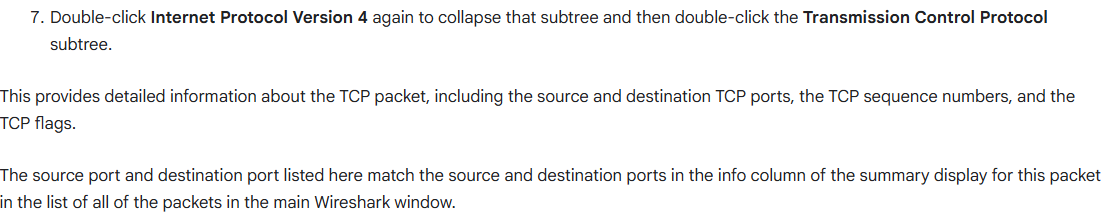 7. Double-click Internet Protocol Version 4 again to collapse that subtree and then double-click the Transmission Control Protocol
subtree.
This provides detailed information about the TCP packet, including the source and destination TCP ports, the TCP sequence numbers, and the
TCP flags.
The source port and destination port listed here match the source and destination ports in the info column of the summary display for this packet
in the list of all of the packets in the main Wireshark window.